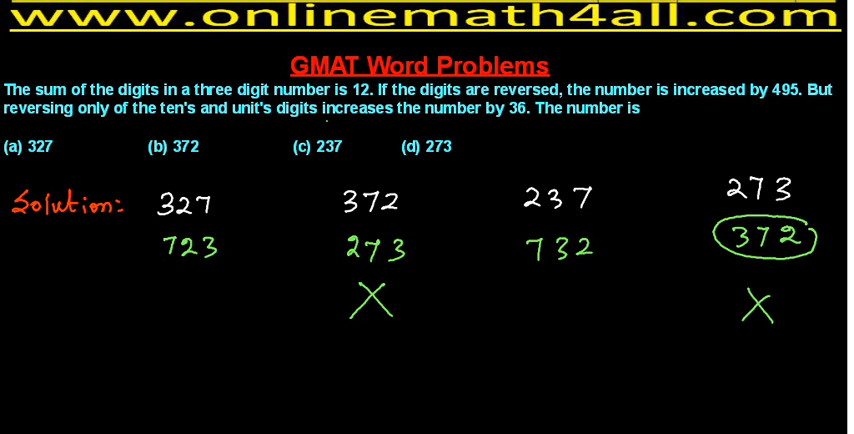 www.onlinemath4all.com
GMAT Word Problems
The sum of the digits in a three digit number is 12. If the digits are reversed, the number is increased by 495. But
reversing only of the ten's and unit's digits increases the number by 36. The number is
(a) 327 (b) 372 (c) 237 (d) 273
Solution: 327 372 237 273
723 273 732 372
X X